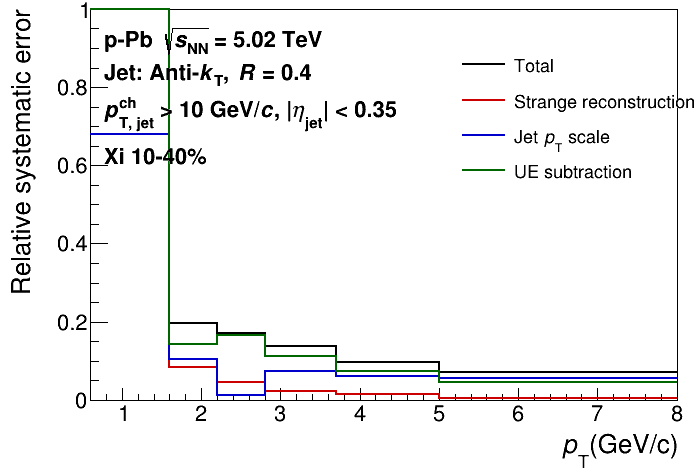 Relative systematic error
1
0.8
0.6
0.4
0.2
0
p-Pb √sNN = 5.02 TeV
Jet: Anti-kT, R = 0.4
pT, jet^ch > 10 GeV/c, |ηjet| < 0.35
Xi 10-40%
Total
Strange reconstruction
Jet pT scale
UE subtraction
1 2 3 4 5 6 7 8
pT(GeV/c)